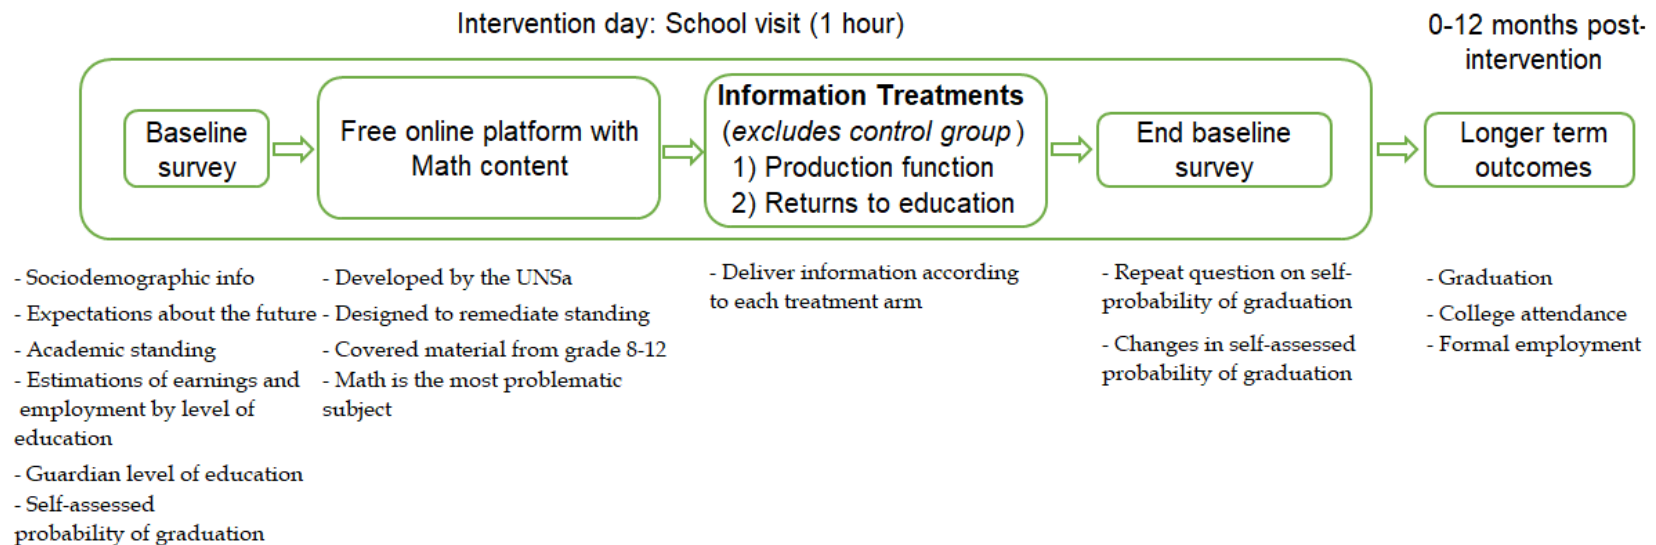 Intervention day: School visit (1 hour)
0-12 months post-
intervention
Baseline
survey
Free online platform with
Math content
Information Treatments
(excludes control group)
1) Production function
2) Returns to education
End baseline
survey
Longer term
outcomes
- Sociodemographic info
- Expectations about the future
- Academic standing
- Estimations of earnings and
employment by level of
education
- Guardian level of education
- Self-assessed
probability of graduation
- Developed by the UNSa
- Designed to remediate standing
- Covered material from grade 8-12
- Math is the most problematic
subject
- Deliver information according
to each treatment arm
- Repeat question on self-
probability of graduation
- Changes in self-assessed
probability of graduation
- Graduation
- College attendance
- Formal employment